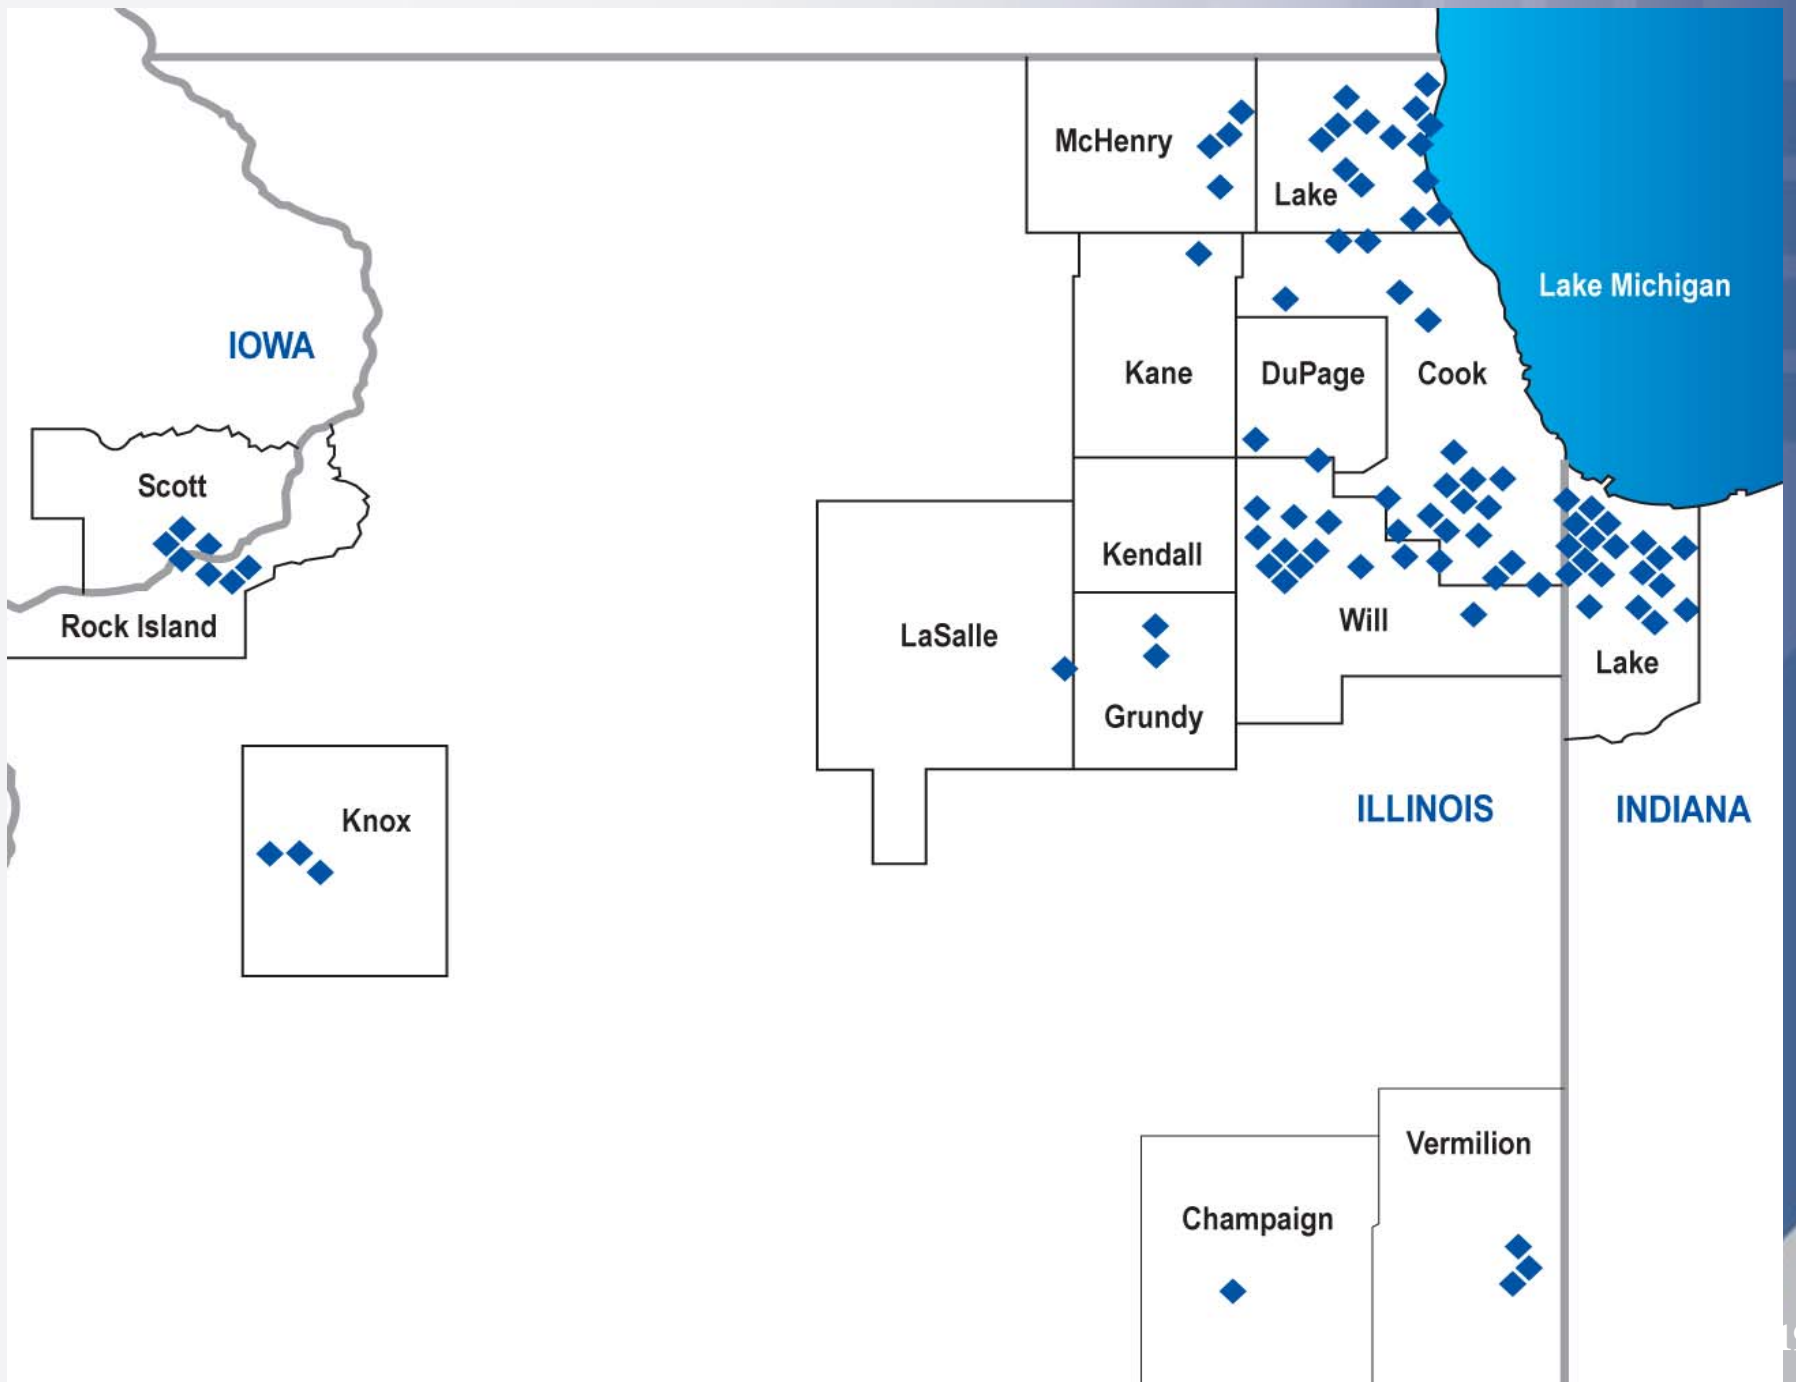 McHenry
Lake
Lake Michigan
IOWA
Kane
DuPage
Cook
Scott
Kendall
Rock Island
LaSalle
Will
Lake
Grundy
Knox
ILLINOIS
INDIANA
Vermilion
Champaign